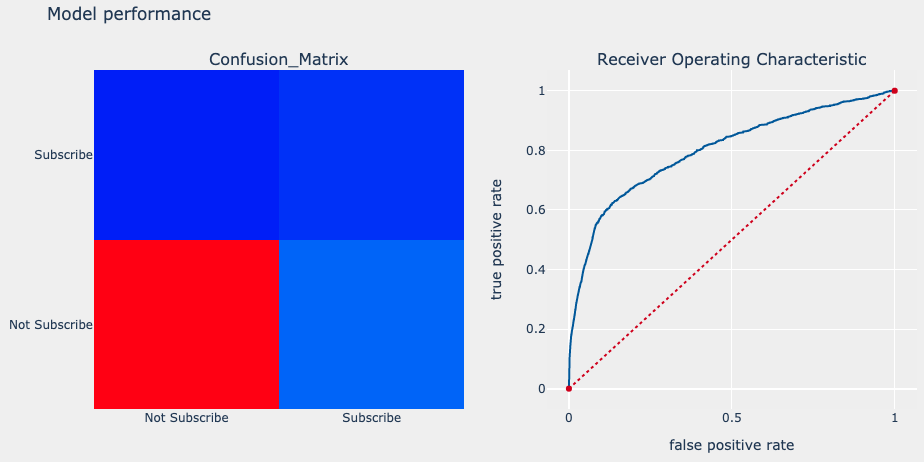 Model performance
Confusion_Matrix
Subscribe
Not Subscribe
Not Subscribe
Subscribe
Receiver Operating Characteristic
true positive rate
1
0.8
0.6
0.4
0.2
0
0
0.5
1
false positive rate